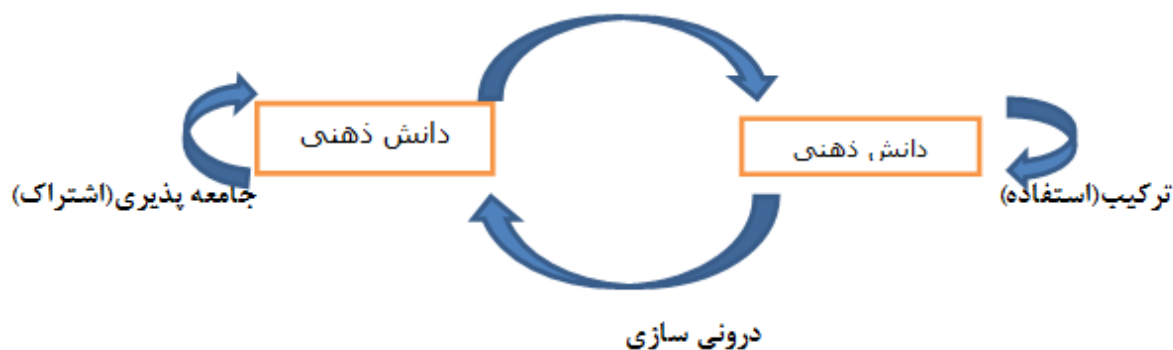 دانش ذهنی
دانش ذهنی
جامعه پذیری(اشتراک)
ترکیب(استفاده)
درونی سازی